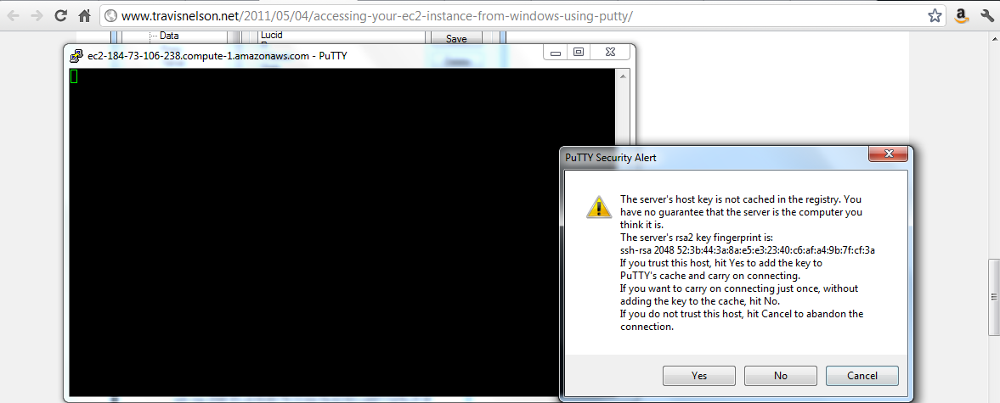 www.travisnelson.net/2011/05/04/accessing-your-ec2-instance-from-windows-using-putty/
Data
Lucid
Save
ec2-184-73-106-238.compute-1.amazonaws.com - PuTTY
PuTTY Security Alert
The server's host key is not cached in the registry. You
have no guarantee that the server is the computer you
think it is.
The server's rsa2 key fingerprint is:
ssh-rsa 2048 52:3b:44:3a:8a:e5:e3:23:40:c6:af:a4:9b:7f:cf:3a
If you trust this host, hit Yes to add the key to
PuTTY's cache and carry on connecting.
If you want to carry on connecting just once, without
adding the key to the cache, hit No.
If you do not trust this host, hit Cancel to abandon the
connection.
Yes
No
Cancel